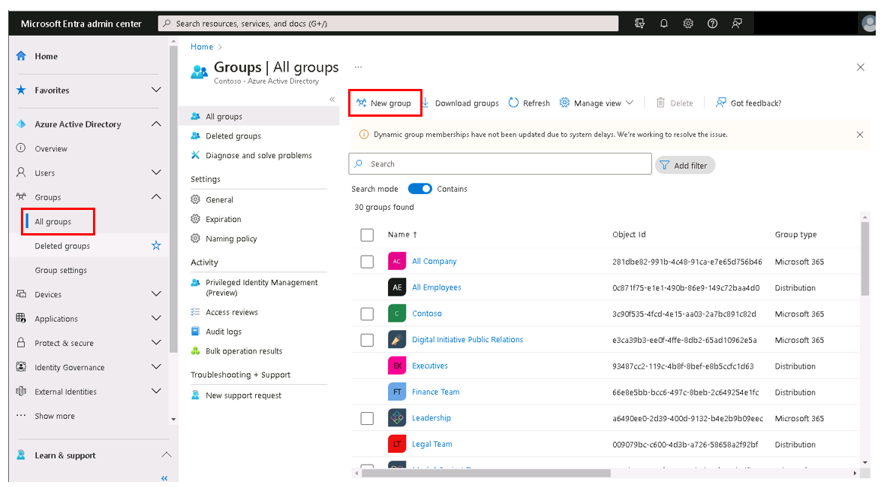 Microsoft Entra admin center
Search resources, services, and docs (G+/)
Home
Favorites
Azure Active Directory
Overview
Users
Groups
All groups
Deleted groups
Group settings
Devices
Applications
Protect & secure
Identity Governance
External Identities
Show more
Learn & support
Home >
Groups | All groups
Contoso - Azure Active Directory
All groups
Deleted groups
Diagnose and solve problems
Settings
General
Expiration
Naming policy
Activity
Privileged Identity Management
(Preview)
Access reviews
Audit logs
Bulk operation results
Troubleshooting + Support
New support request
New group
Download groups
Refresh
Manage view
Delete
Got feedback?
Dynamic group memberships have not been updated due to system delays. We're working to resolve the issue.
Search
Add filter
Search mode
Contains
30 groups found
Name ↑ Object Id Group type
AC All Company 281dbe82-991b-4c48-91ca-e7e65d756b46 Microsoft 365
AE All Employees 0c871f75-e1e1-490b-86e9-149c72baa4d0 Distribution
C Contoso 3c90f535-4fcd-4e15-aa03-2a7bc891c82d Microsoft 365
Digital Initiative Public Relations e3ca39b3-ee0f-4ffe-8db2-65ad10962e5a Microsoft 365
EX Executives 93487cc2-119c-4b8f-8bef-e8b5ccfc1d63 Distribution
FT Finance Team 66e8e5bb-bcc6-497c-8beb-2c649254e1fc Distribution
Leadership a6490ee0-2d39-400d-9132-b4e2b9b09eec Microsoft 365
LT Legal Team 009079bc-c600-4d3b-a726-58658a2f92bf Distribution